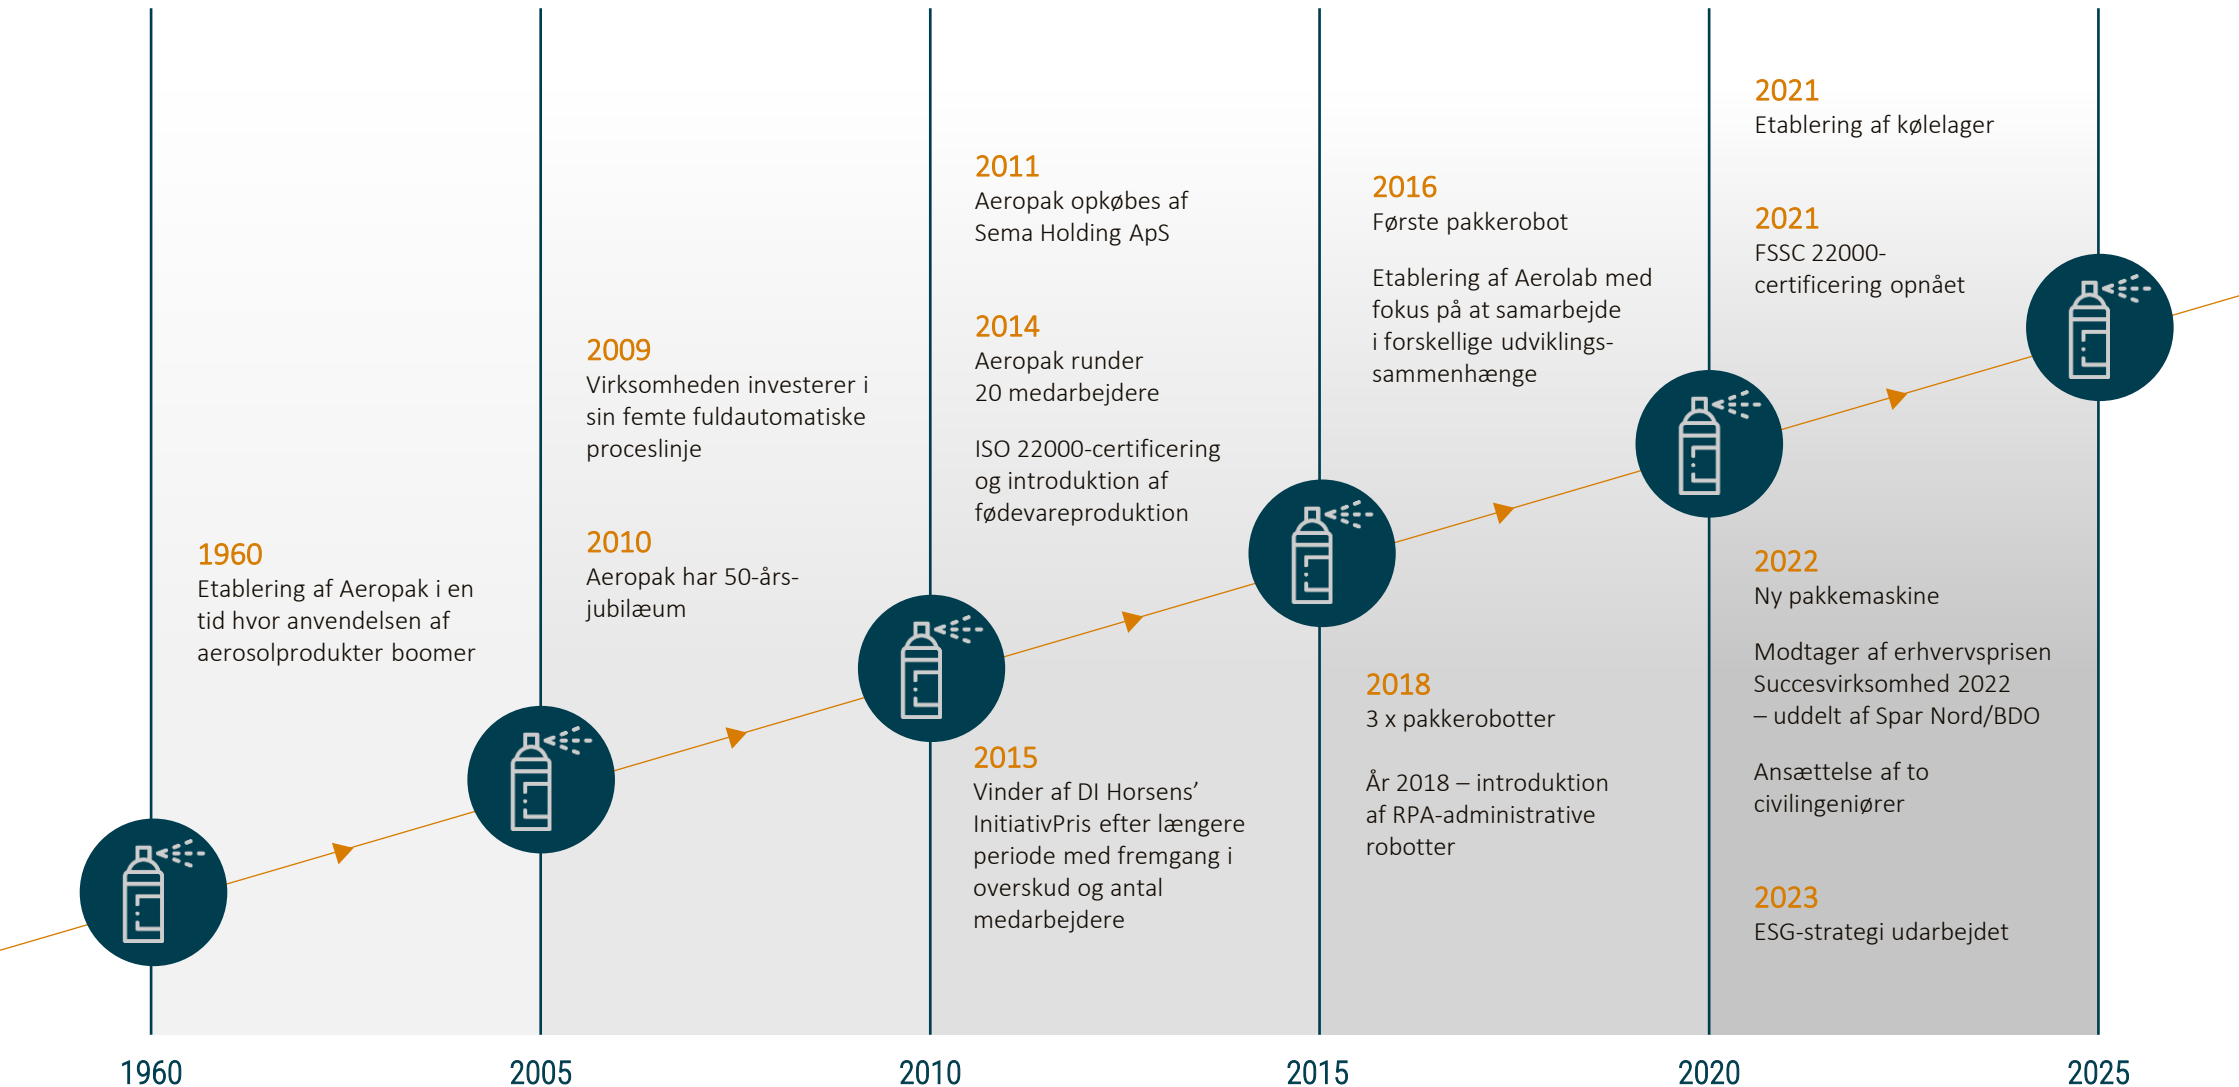 1960
Etablering af Aeropak i en
tid hvor anvendelsen af
aerosolprodukter boomer
2009
Virksomheden investerer i
sin femte fuldautomatiske
proceslinje
2010
Aeropak har 50-års-
jubilæum
2011
Aeropak opkøbes af
Sema Holding ApS
2014
Aeropak runder
20 medarbejdere
ISO 22000-certificering
og introduktion af
fødevareproduktion
2015
Vinder af DI Horsens’
InitiativPris efter længere
periode med fremgang i
overskud og antal
medarbejdere
2016
Første pakkerobot
Etablering af Aerolab med
fokus på at samarbejde
i forskellige udviklings-
sammenhænge
2018
3 x pakkerobotter
År 2018 – introduktion
af RPA-administrative
robotter
2021
Etablering af kølelager
2021
FSSC 22000-
certificering opnået
2022
Ny pakkemaskine
Modtager af erhvervsprisen
Succesvirksomhed 2022
– uddelt af Spar Nord/BDO
Ansættelse af to
civilingeniører
2023
ESG-strategi udarbejdet
1960
2005
2010
2015
2020
2025